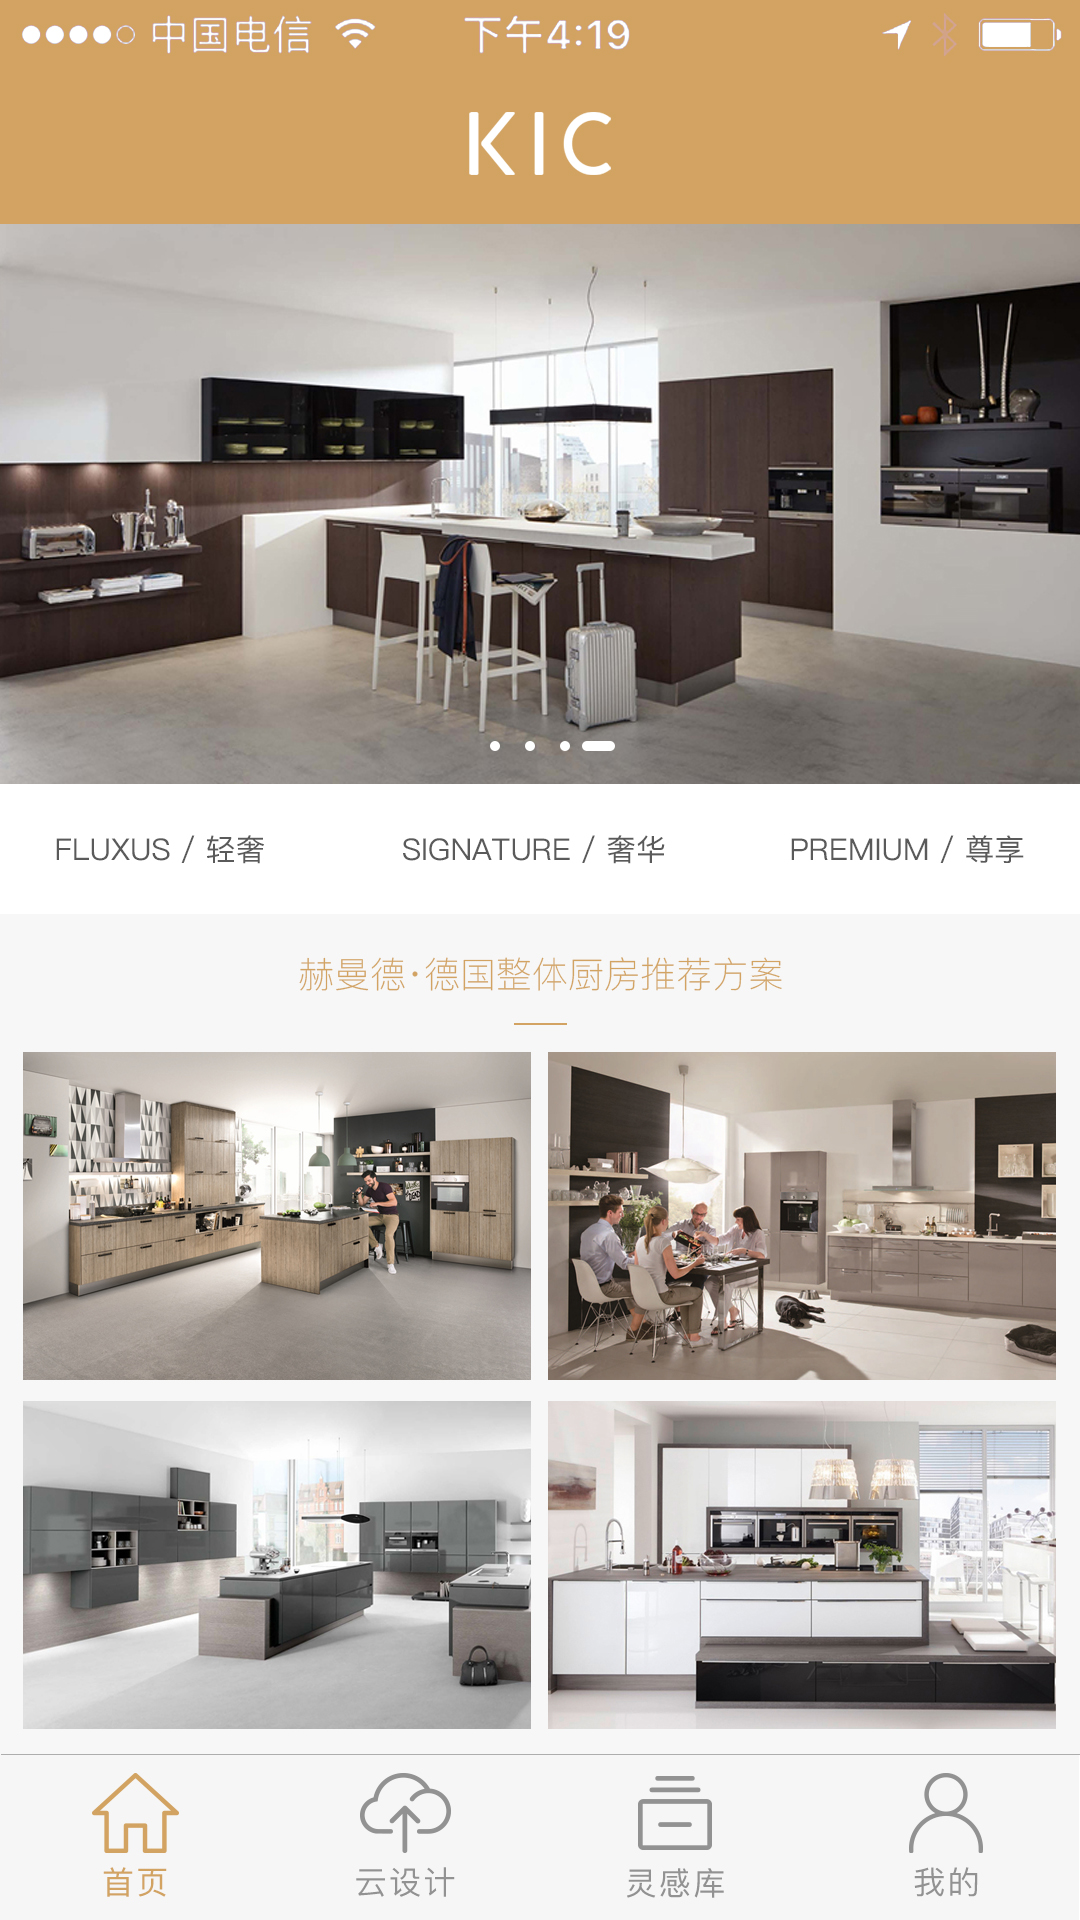 中国电信 下午4:19
KIC
FLUXUS / 轻奢 SIGNATURE / 奢华 PREMIUM / 尊享
赫曼德·德国整体厨房推荐方案
首页 云设计 灵感库 我的